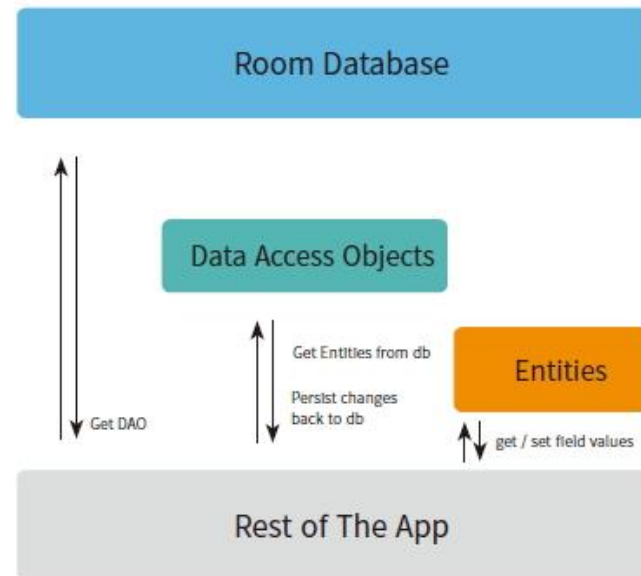 Room Database
Data Access Objects
Get Entities from db
Persist changes
back to db
Entities
Get DAO
get / set field values
Rest of The App